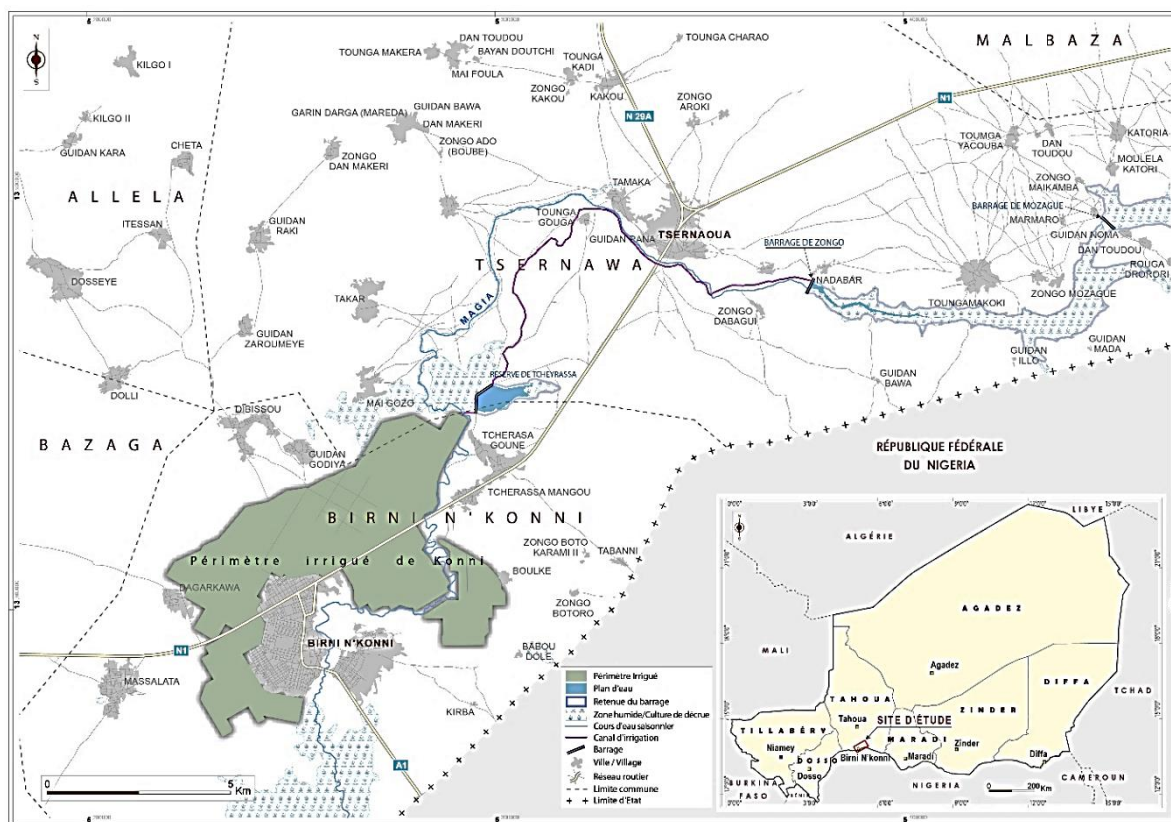 N
S
KILGO I
KILGO II
GUIDAN KARA
CHETA
ALLELA
ITESSAN
DOSSEYE
GUIDAN
RAKI
GUIDAN
ZAROUMEYE
DOLLI
BAZAGA
DAN TOUDOU
TOUNGA MAKERA
BAYAN DOUTCHI
MAI FOULA
TOUNGA
KADI
ZONGO
KAKOU
KAKOU
TOUNGA CHARAO
MALBAZA
N1
N 29A
ZONGO
AROKI
GUIDAN BAWA
GARIN DARGA (MAREDA)
DAN MAKERI
ZONGO ADO
(BOUBE)
ZONGO
DAN MAKERI
TOUMGA
YACOUBA
DAN
TOUDOU
KATORIA
MOULELA
KATORI
ZONGO
MAIKAMBA
BARRAGE DE MOZAGUE
MARMARO
GUIDAN NOMA
DAN TOUDOU
ROUGA
DRORORI
TAMAKA
TOUNGA
GOUGA
GUIDAN RANA
TSERNAOUA
TSERNAWA
BARRAGE DE ZONGO
NADABAR
TOUNGAMAKOKI
ZONGO MOZAGUE
ZONGO
DABAGUI
GUIDAN
ILLO
GUIDAN
MADA
GUIDAN
BAWA
TAKAR
MAGIA
RESERVE DE TCHEYRASSA
MAI GOZO
DIBISSOU
GUIDAN
GODIYA
TCHERASA
GOUNE
TCHERASSA MANGOU
BIRNI N'KONNI
Périmètre irrigué de Konni
ZONGO BOTO
KARAMI II
TABANNI
BOULKE
ZONGO
BOTORO
DAGARKAWA
N1
BIRNI N'KONNI
MASSALATA
BABOU
DOLE
KIRBA
A1
RÉPUBLIQUE FÉDÉRALE
DU NIGERIA
0 5
Km
Périmètre Irrigué
Plan d'eau
Retenue du barrage
Zone humide/Culture de décrue
Cours d'eau saisonnier
Canal d'irrigation
Barrage
Ville / Village
Réseau routier
Limite commune
Limite d'Etat
LIBYE
ALGÉRIE
MALI
AGADEZ
Agadez
DIFFA
TCHAD
TAHOUA
Tahoua
ZINDER
SITE D'ÉTUDE
TILLABÉRY
MARADI
Niamey
DOSSO
Dosso
Birni N'konni
Maradi
Zinder
Diffa
BURKINA
FASO
BÉNIN
NIGERIA
CAMEROUN
0 200
Km